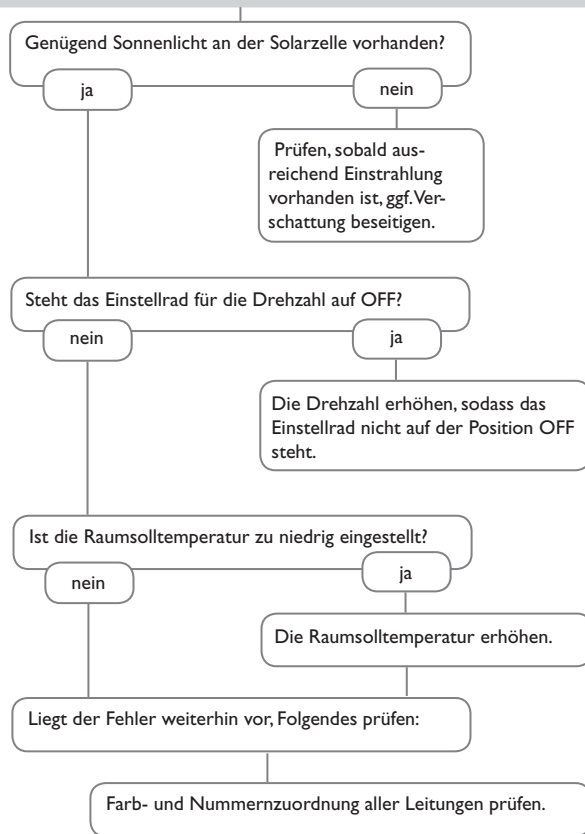 Genügend Sonnenlicht an der Solarzelle vorhanden?
ja
nein
Prüfen, sobald aus-
reichend Einstrahlung
vorhanden ist, ggf. Ver-
schattung beseitigen.
Steht das Einstellrad für die Drehzahl auf OFF?
nein
ja
Die Drehzahl erhöhen, sodass das
Einstellrad nicht auf der Position OFF
steht.
Ist die Raumsolltemperatur zu niedrig eingestellt?
nein
ja
Die Raumsolltemperatur erhöhen.
Liegt der Fehler weiterhin vor, Folgendes prüfen:
Farb- und Nummernzuordnung aller Leitungen prüfen.